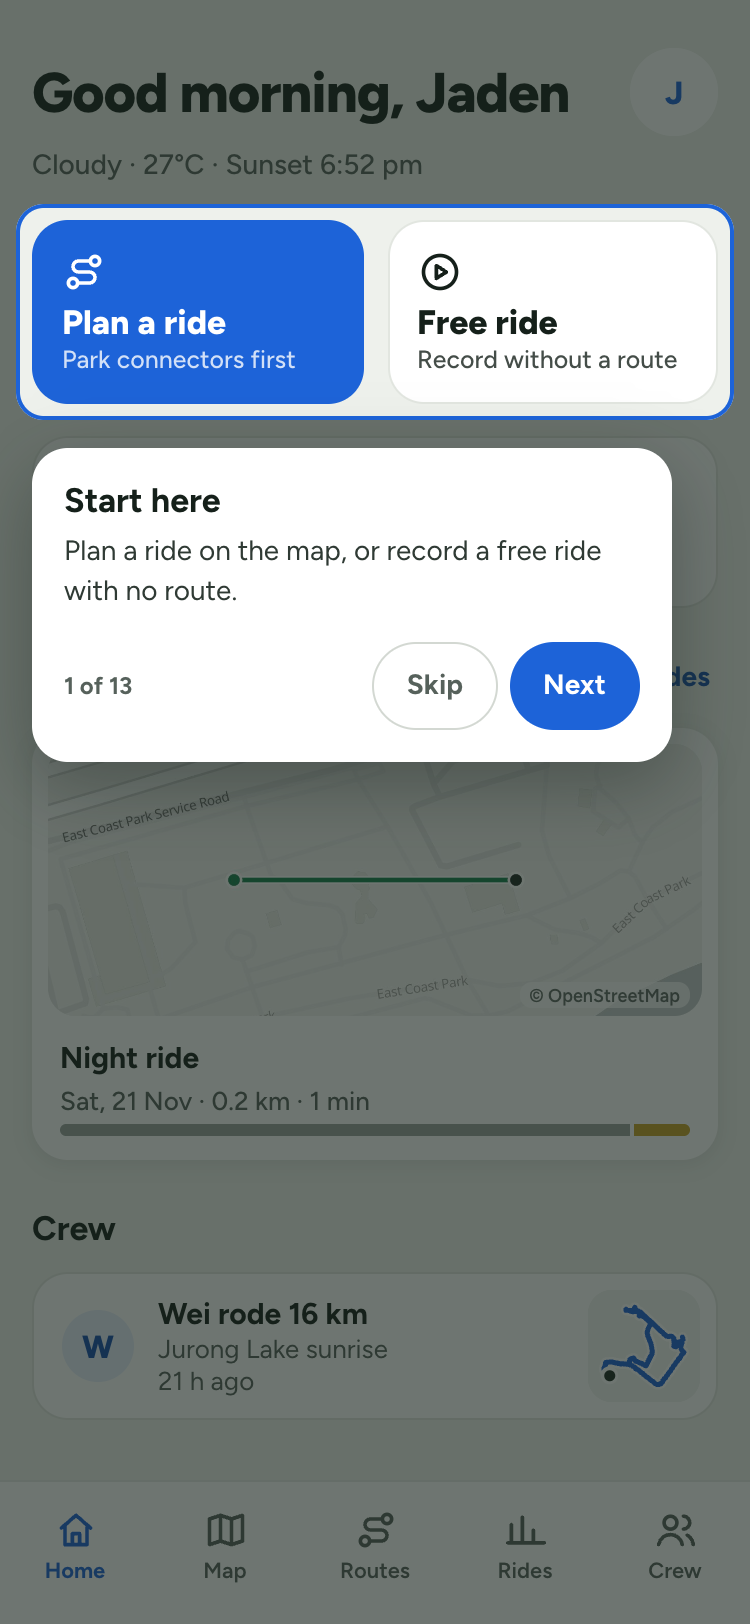 Good morning, Jaden
J
Cloudy · 27°C · Sunset 6:52 pm
Plan a ride
Park connectors first
Free ride
Record without a route
Start here
Plan a ride on the map, or record a free ride
with no route.
1 of 13
Skip
Next
East Coast Park Service Road
East Coast Park
East Coast Park
© OpenStreetMap
Night ride
Sat, 21 Nov · 0.2 km · 1 min
Crew
W
Wei rode 16 km
Jurong Lake sunrise
21 h ago
Home
Map
Routes
Rides
Crew